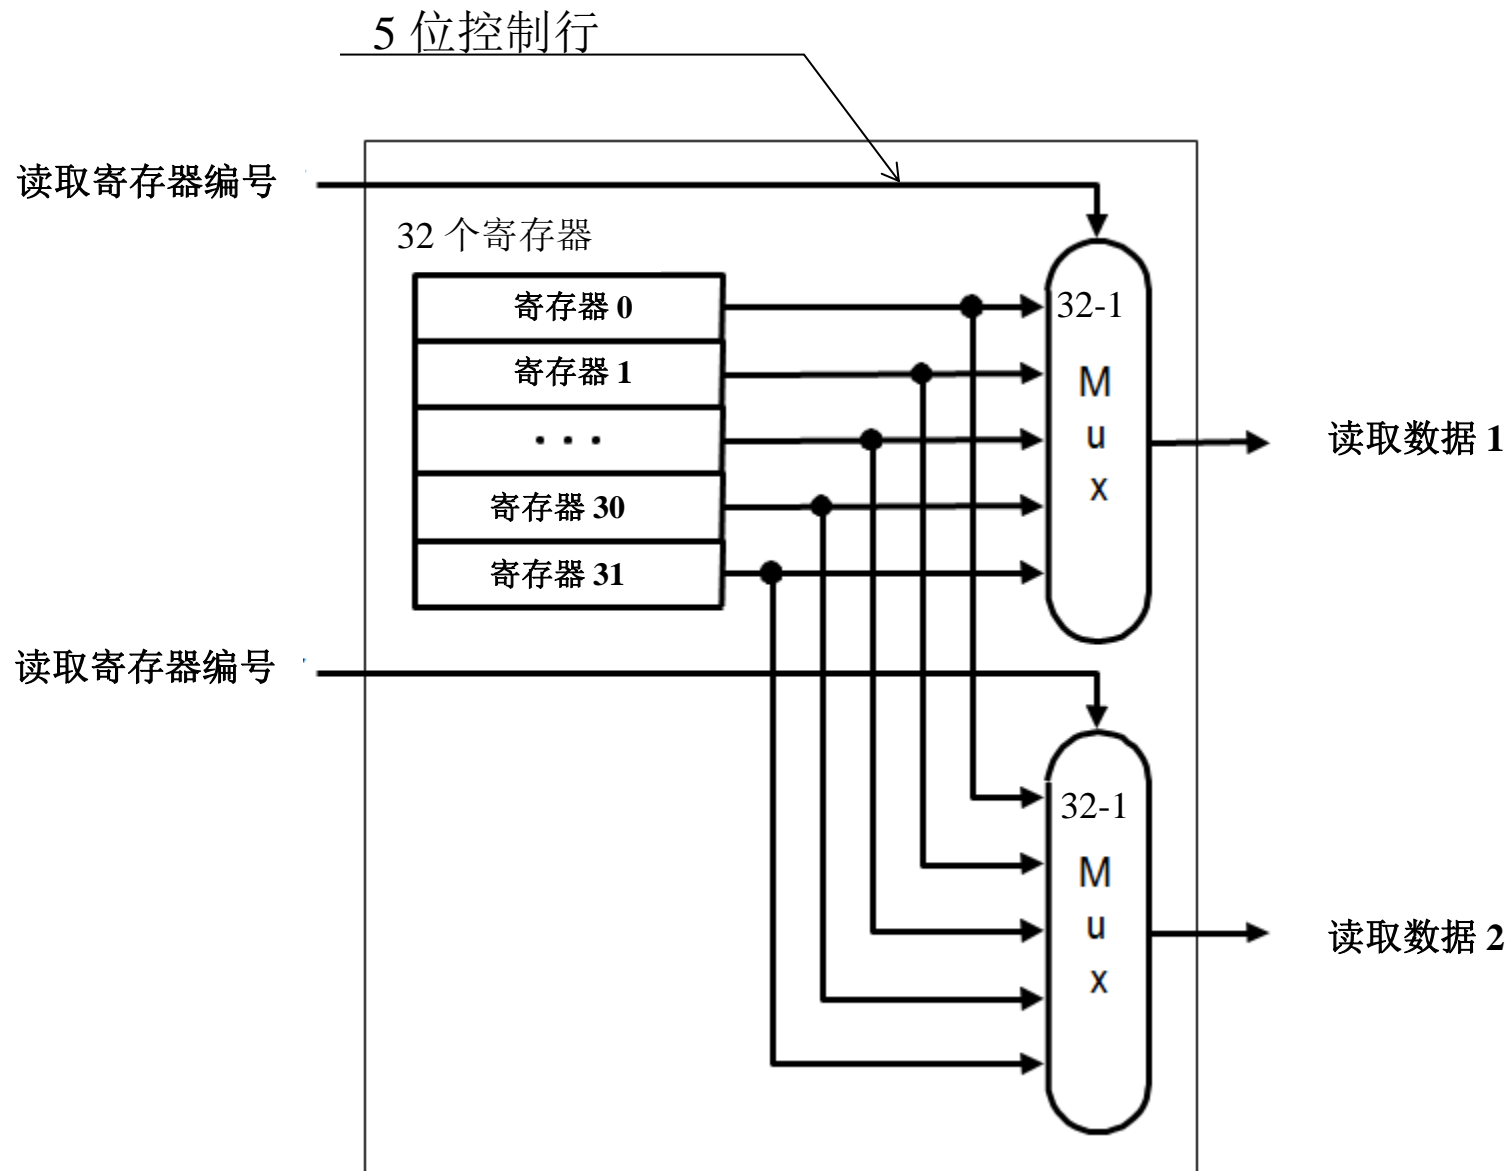 5 位控制行
读取寄存器编号
32 个寄存器
寄存器 0
32-1
寄存器 1
M
u
x
...
读取数据 1
寄存器 30
寄存器 31
读取寄存器编号
32-1
M
u
x
读取数据 2